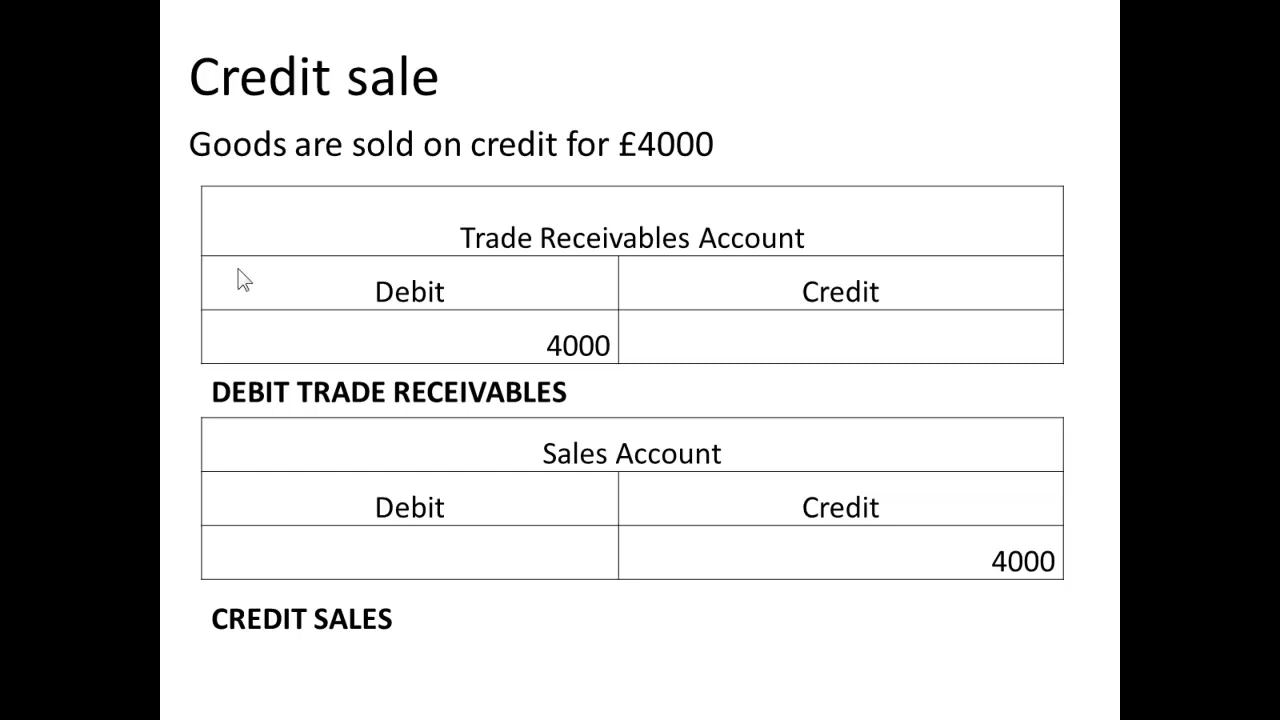 Credit sale
Goods are sold on credit for £4000
Trade Receivables Account
Debit Credit
4000
DEBIT TRADE RECEIVABLES
Sales Account
Debit Credit
4000
CREDIT SALES